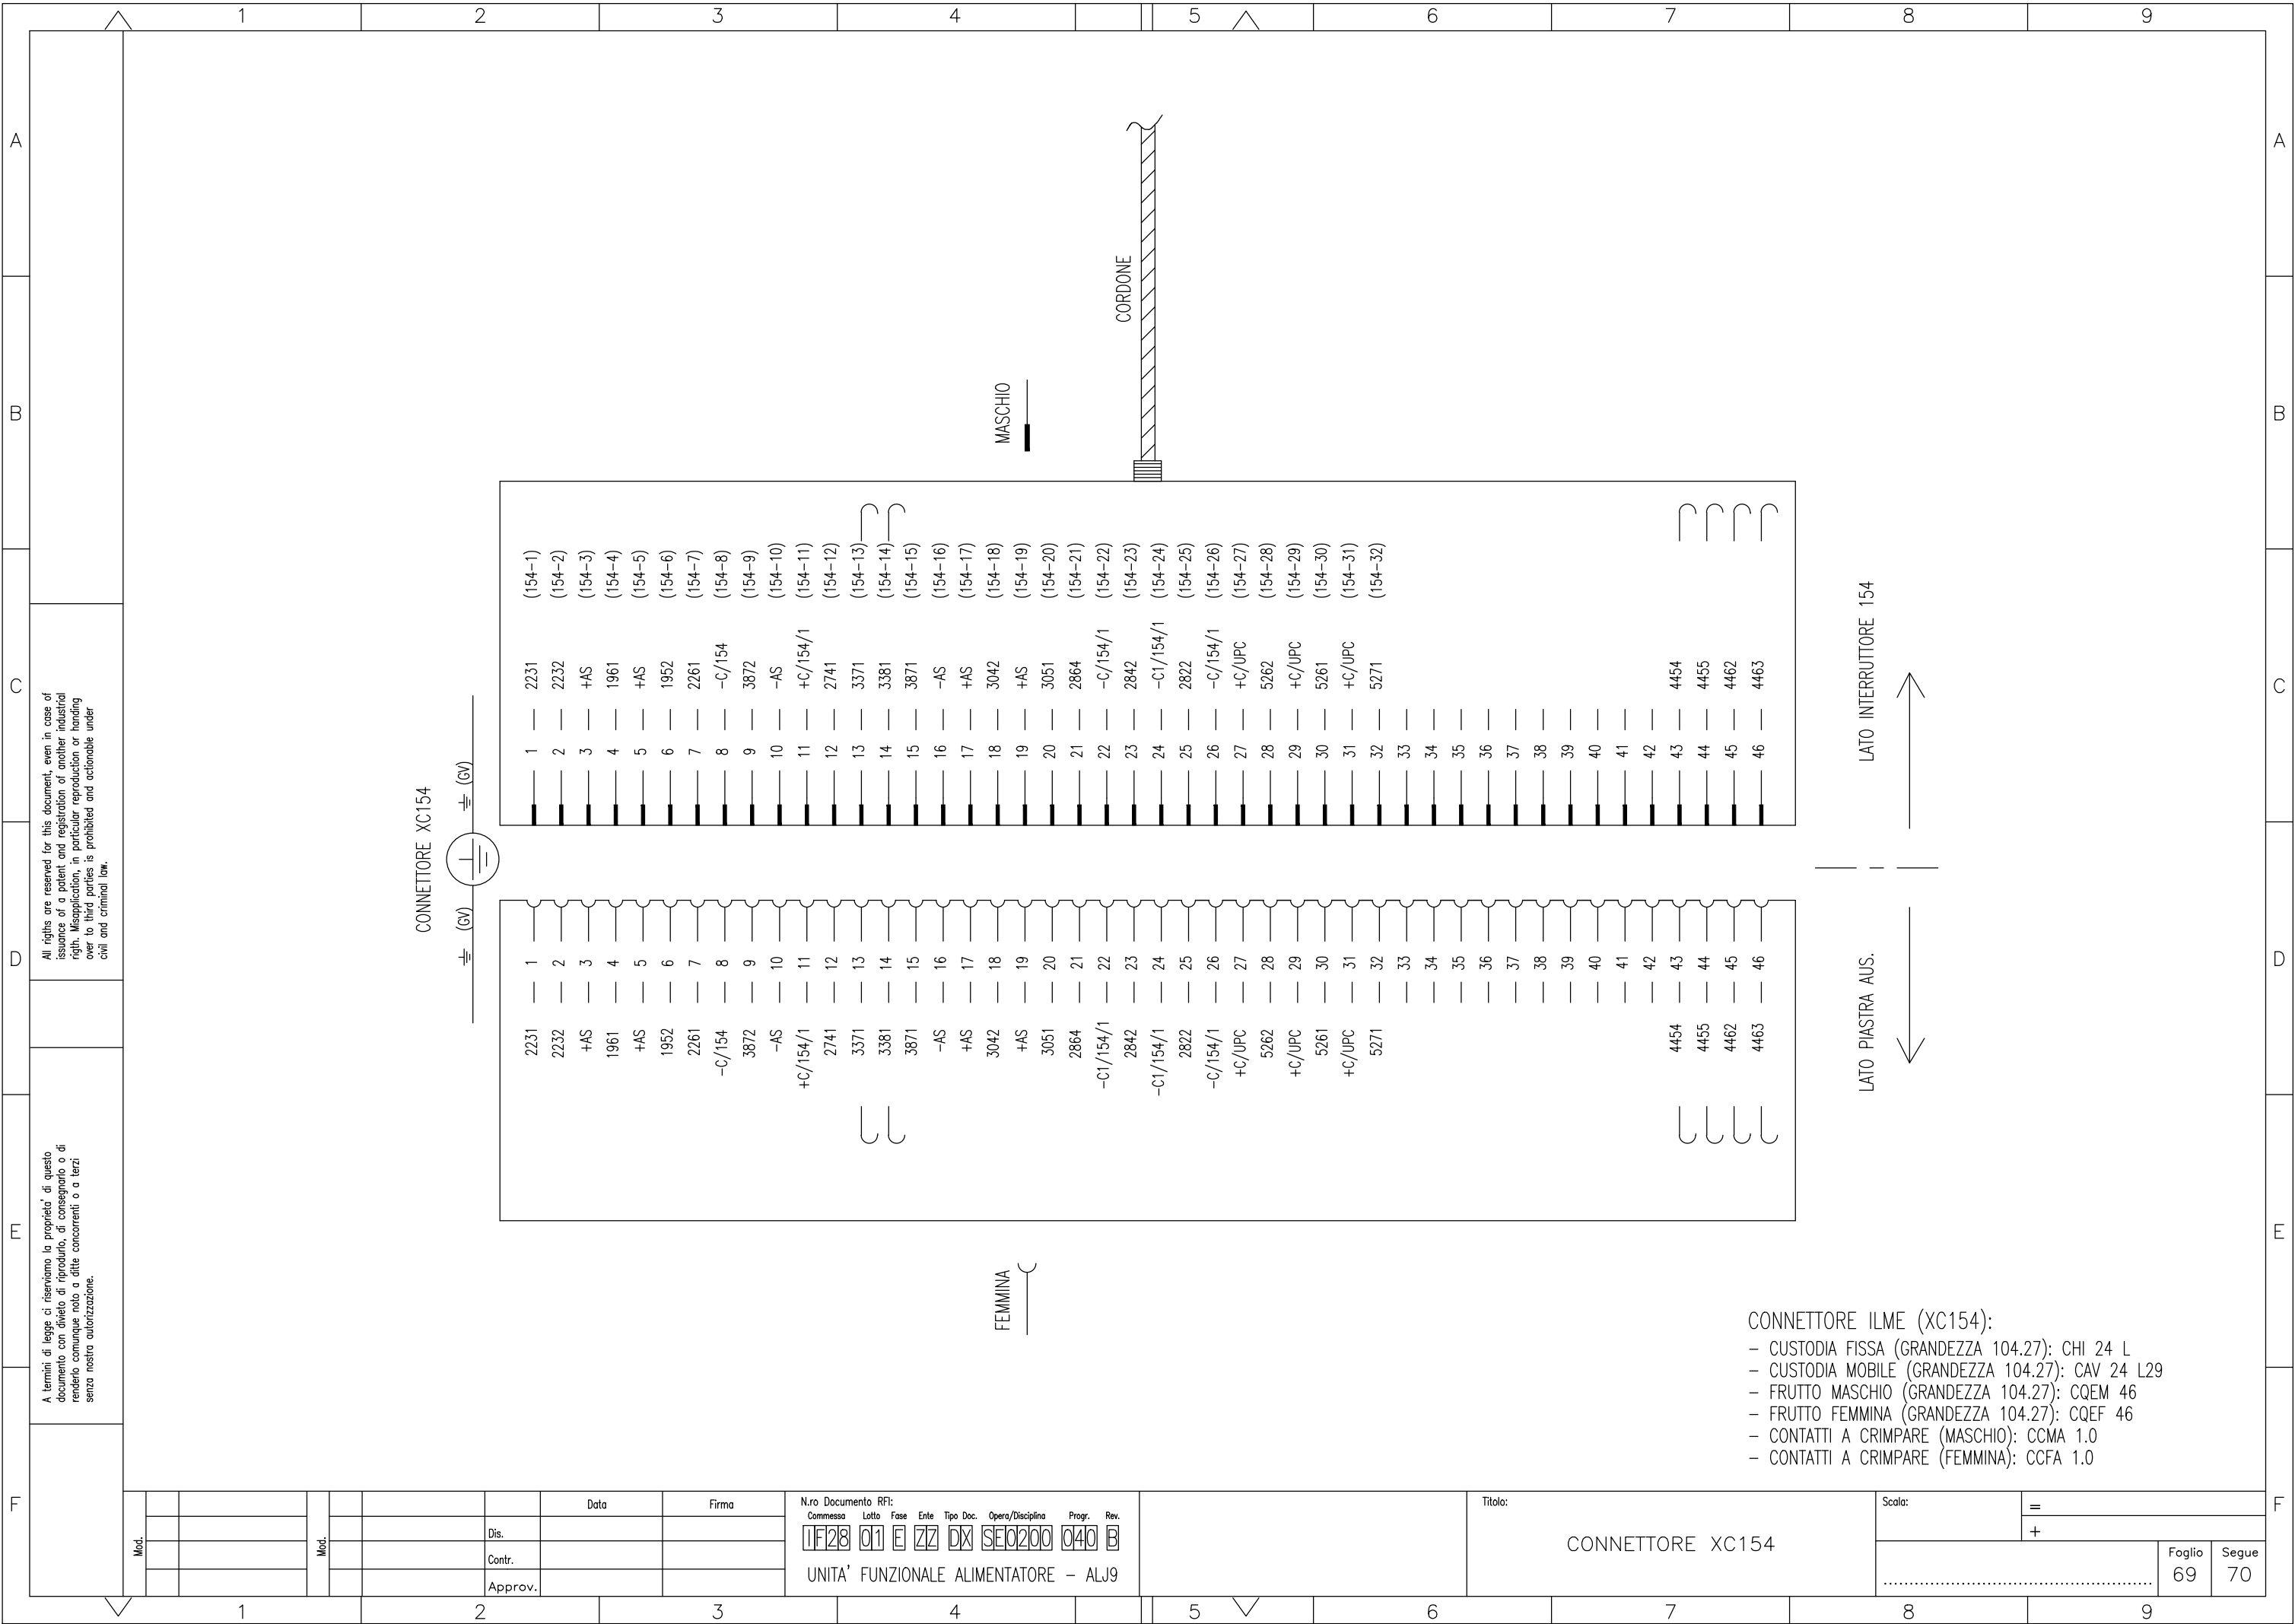 1 2 3 4 5 6 7 8 9
A A
B B
C C
D D
E E
F F
CORDONE
MASCHIO
(154-1) (154-2) (154-3) (154-4) (154-5) (154-6) (154-7) (154-8) (154-9) (154-10) (154-11) (154-12) (154-13) (154-14) (154-15) (154-16) (154-17) (154-18) (154-19) (154-20) (154-21) (154-22) (154-23) (154-24) (154-25) (154-26) (154-27) (154-28) (154-29) (154-30) (154-31) (154-32)
2231 2232 +AS 1961 +AS 1952 2261 -C/154 3872 -AS +C/154/1 2741 3371 3381 3871 -AS +AS 3042 +AS 3051 2864 -C/154/1 2842 -C1/154/1 2822 -C/154/1 +C/UPC 5262 +C/UPC 5261 +C/UPC 5271 4454 4455 4462 4463
1 2 3 4 5 6 7 8 9 10 11 12 13 14 15 16 17 18 19 20 21 22 23 24 25 26 27 28 29 30 31 32 33 34 35 36 37 38 39 40 41 42 43 44 45 46
CONNETTORE XC154
(GV)
(GV)
LATO INTERRUTTORE 154
LATO PIASTRA AUS.
1 2 3 4 5 6 7 8 9 10 11 12 13 14 15 16 17 18 19 20 21 22 23 24 25 26 27 28 29 30 31 32 33 34 35 36 37 38 39 40 41 42 43 44 45 46
2231 2232 +AS 1961 +AS 1952 2261 -C/154 3872 -AS +C/154/1 2741 3371 3381 3871 -AS +AS 3042 +AS 3051 2864 -C1/154/1 2842 -C1/154/1 2822 -C/154/1 +C/UPC 5262 +C/UPC 5261 +C/UPC 5271 4454 4455 4462 4463
FEMMINA
All rigths are reserved for this document, even in case of
issuance of a patent and registration of another industrial
rigth. Misapplication, in particular reproduction or handing
over to third parties is prohibited and actionable under
civil and criminal law.
A termini di legge ci riserviamo la proprieta' di questo
documento con divieto di riprodurlo, di consegnarlo o di
renderlo comunque noto a ditte concorrenti o a terzi
senza nostra autorizzazione.
CONNETTORE ILME (XC154):
- CUSTODIA FISSA (GRANDEZZA 104.27): CHI 24 L
- CUSTODIA MOBILE (GRANDEZZA 104.27): CAV 24 L29
- FRUTTO MASCHIO (GRANDEZZA 104.27): CQEM 46
- FRUTTO FEMMINA (GRANDEZZA 104.27): CQEF 46
- CONTATTI A CRIMPARE (MASCHIO): CCMA 1.0
- CONTATTI A CRIMPARE (FEMMINA): CCFA 1.0
Mod.
Mod.
Data Firma
Dis.
Contr.
Approv.
N.ro Documento RFI:
Commessa Lotto Fase Ente Tipo Doc. Opera/Disciplina Progr. Rev.
IF28 01 E ZZ DX SE0200 040 B
UNITA' FUNZIONALE ALIMENTATORE - ALJ9
Titolo:
CONNETTORE XC154
Scala:
=
+
Foglio Segue
69 70
1 2 3 4 5 6 7 8 9